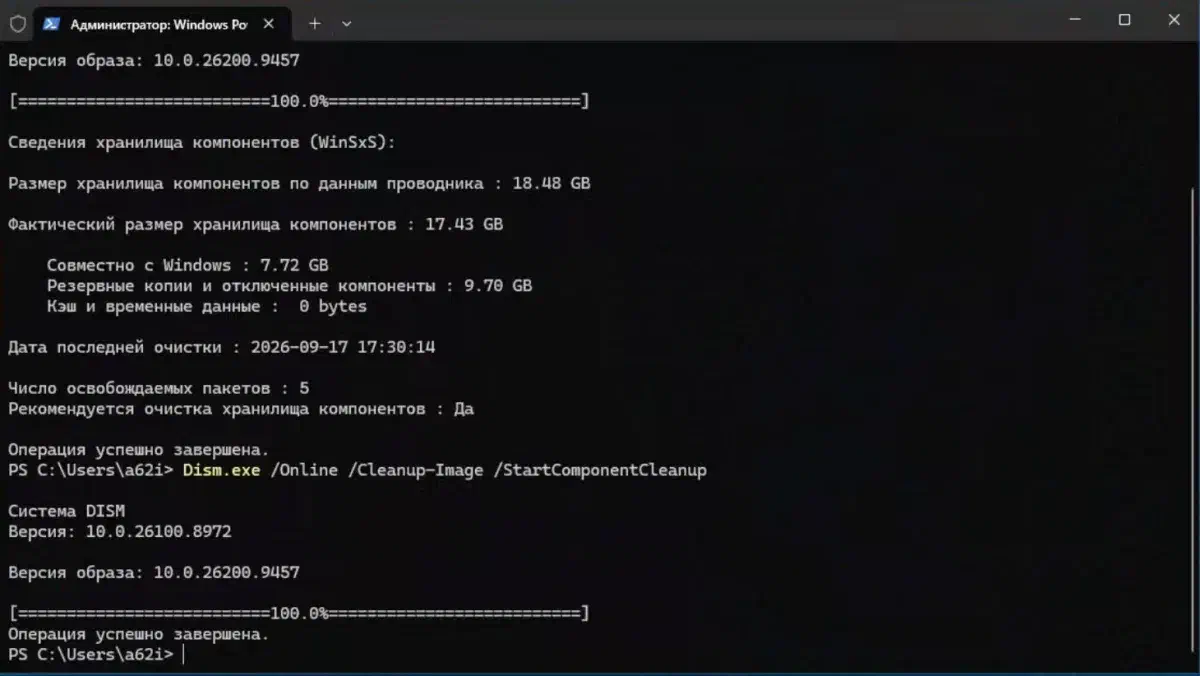 Администратор: Windows Po
Версия образа: 10.0.26200.9457
[==========================100.0%==========================]
Сведения хранилища компонентов (WinSxS):
Размер хранилища компонентов по данным проводника : 18.48 GB
Фактический размер хранилища компонентов : 17.43 GB
Совместно с Windows : 7.72 GB
Резервные копии и отключенные компоненты : 9.70 GB
Кэш и временные данные :  0 bytes
Дата последней очистки : 2026-09-17 17:30:14
Число освобождаемых пакетов : 5
Рекомендуется очистка хранилища компонентов : Да
Операция успешно завершена.
PS C:\Users\a62i> Dism.exe /Online /Cleanup-Image /StartComponentCleanup
Cистема DISM
Версия: 10.0.26100.8972
Версия образа: 10.0.26200.9457
[==========================100.0%==========================]
Операция успешно завершена.
PS C:\Users\a62i>